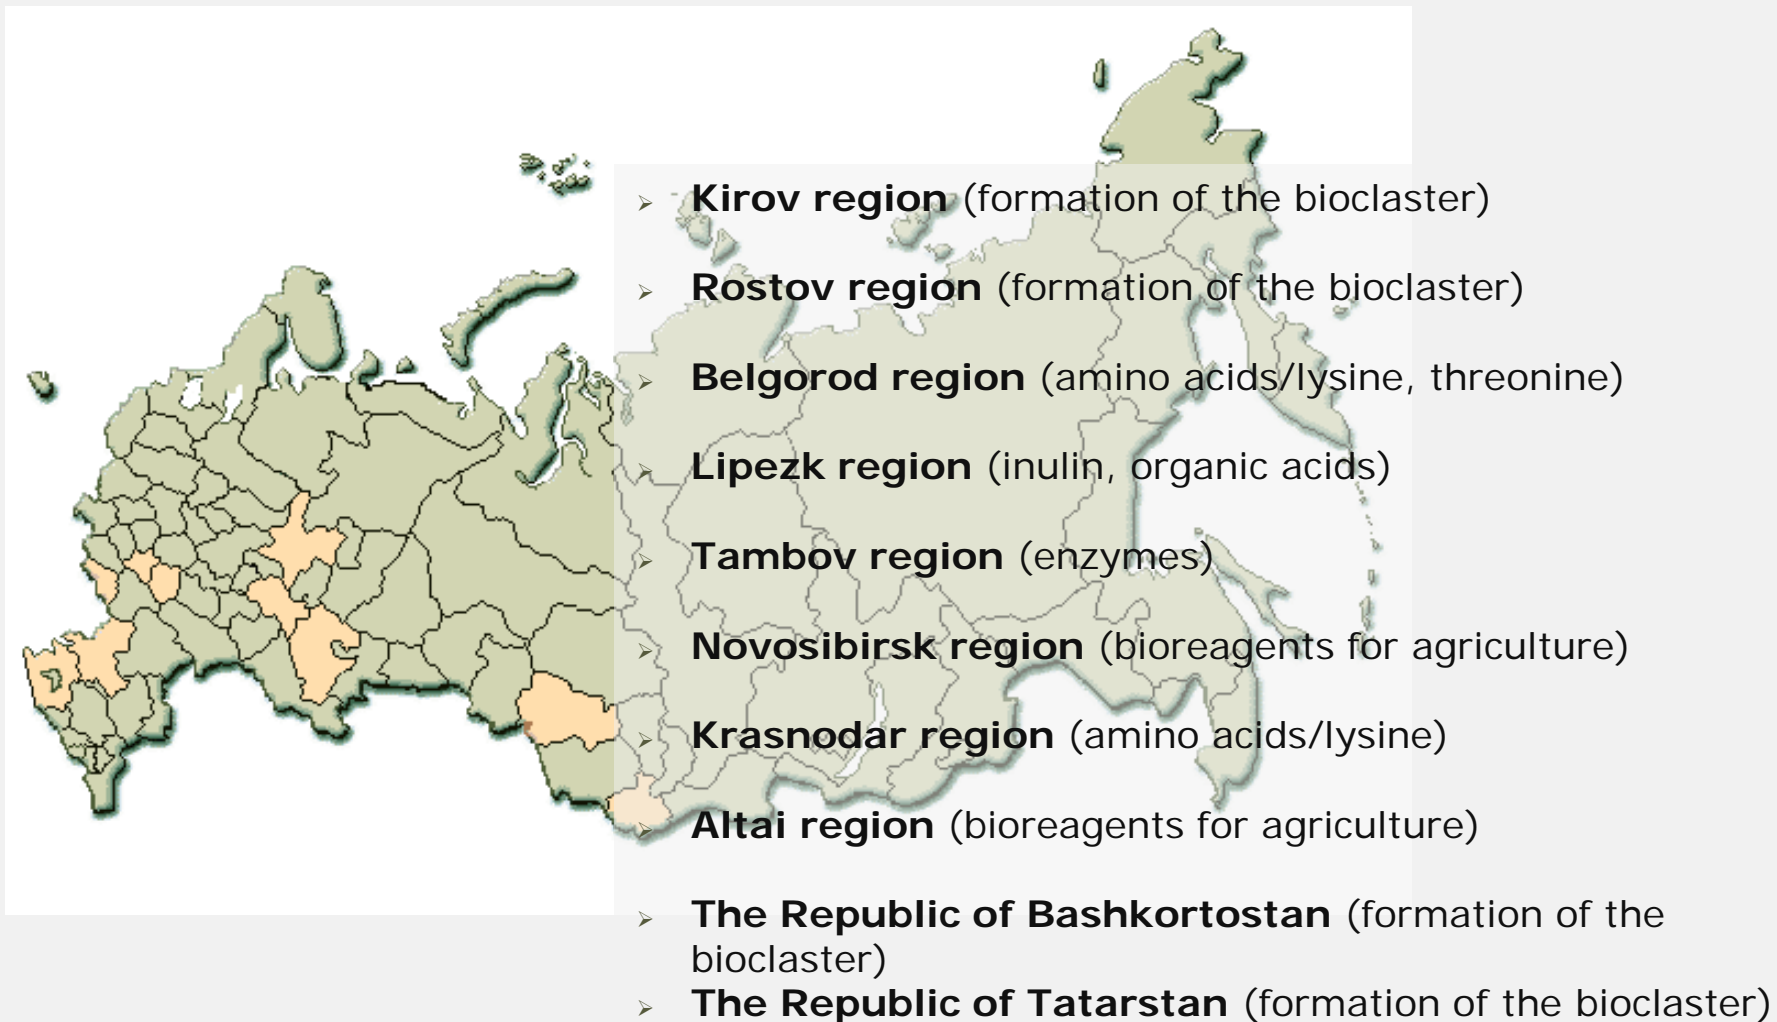 Kirov region (formation of the bioclaster)
Rostov region (formation of the bioclaster)
Belgorod region (amino acids/lysine, threonine)
Lipezk region (inulin, organic acids)
Tambov region (enzymes)
Novosibirsk region (bioreagents for agriculture)
Krasnodar region (amino acids/lysine)
Altai region (bioreagents for agriculture)
The Republic of Bashkortostan (formation of the
bioclaster)
The Republic of Tatarstan (formation of the bioclaster)